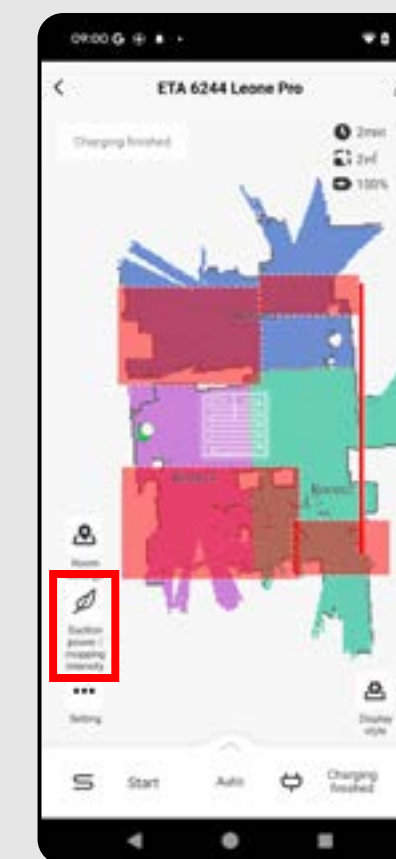 09:00 G
ETA 6244 Leone Pro
Charging finished
2min
2㎡
100%
Room
Suction
power /
mopping
intensity
Setting
Display
style
Start
Auto
Charging
finished